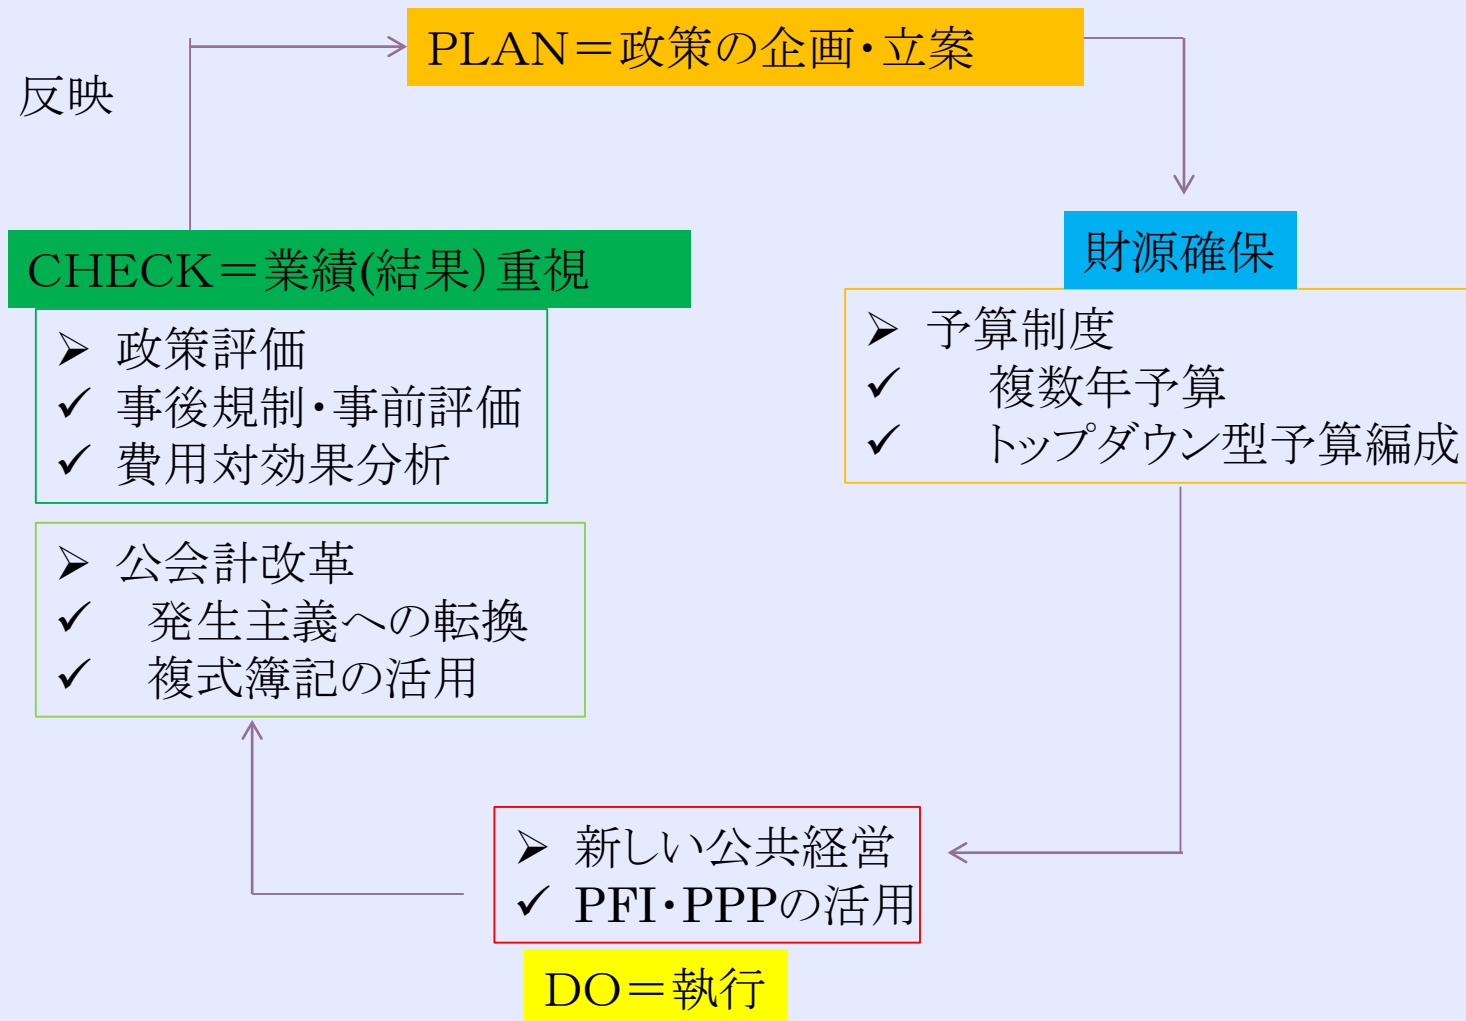 PLAN＝政策の企画・立案
反映
財源確保
➢ 予算制度
✓ 複数年予算
✓ トップダウン型予算編成
CHECK＝業績(結果）重視
➢ 政策評価
✓ 事後規制・事前評価
✓ 費用対効果分析
➢ 公会計改革
✓ 発生主義への転換
✓ 複式簿記の活用
➢ 新しい公共経営
✓ PFI・PPPの活用
DO＝執行